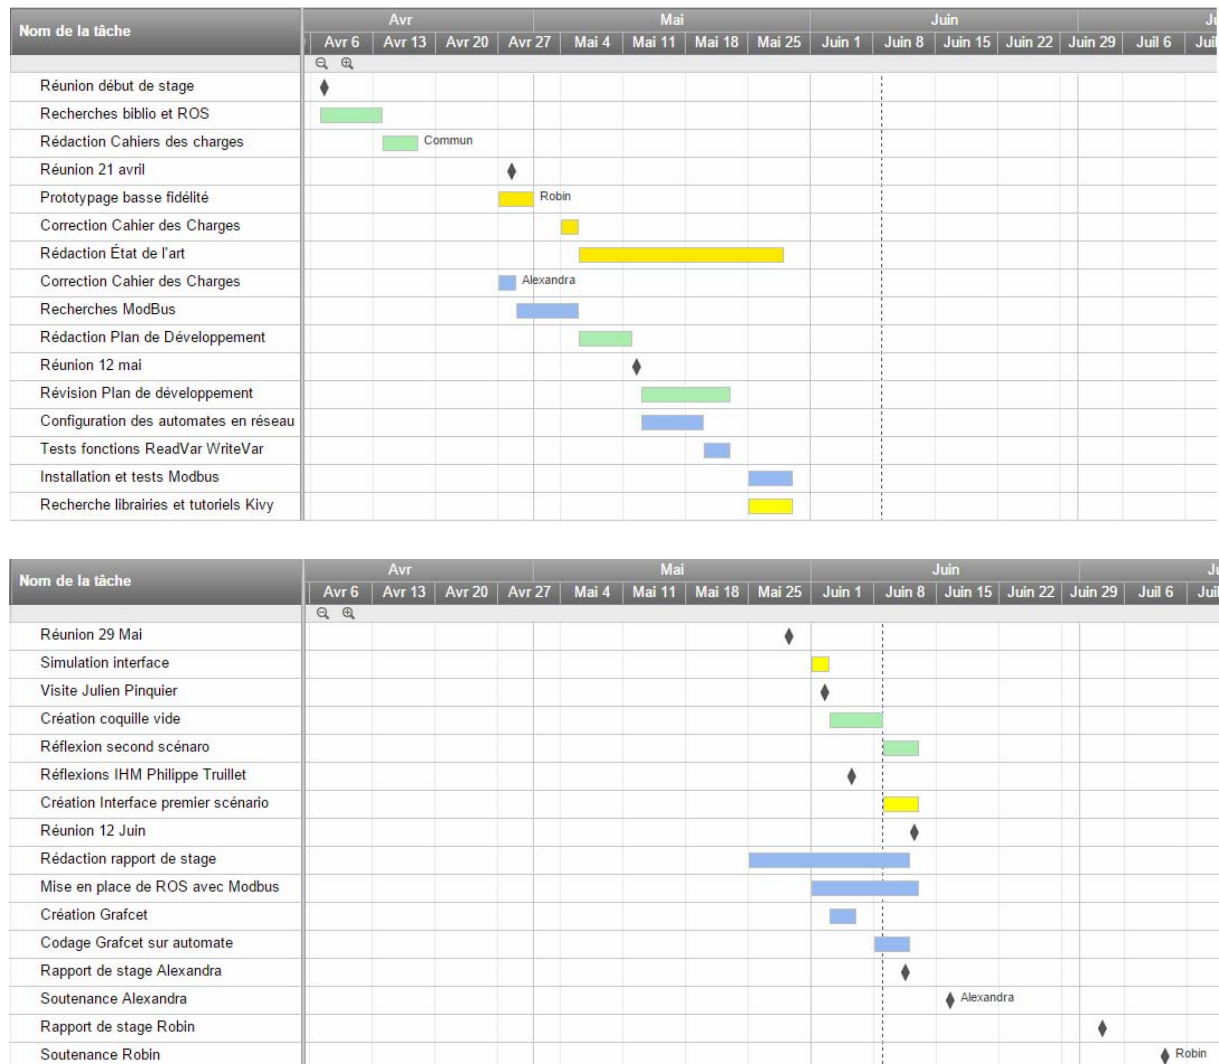 Nom de la tâche
Avr Mai Juin Ju
Avr 6 Avr 13 Avr 20 Avr 27 Mai 4 Mai 11 Mai 18 Mai 25 Juin 1 Juin 8 Juin 15 Juin 22 Juin 29 Juil 6 Juil
Réunion début de stage
Recherches biblio et ROS
Rédaction Cahiers des charges Commun
Réunion 21 avril
Prototypage basse fidélité Robin
Correction Cahier des Charges
Rédaction État de l'art
Correction Cahier des Charges Alexandra
Recherches ModBus
Rédaction Plan de Développement
Réunion 12 mai
Révision Plan de développement
Configuration des automates en réseau
Tests fonctions ReadVar WriteVar
Installation et tests Modbus
Recherche librairies et tutoriels Kivy
Nom de la tâche
Avr Mai Juin Ju
Avr 6 Avr 13 Avr 20 Avr 27 Mai 4 Mai 11 Mai 18 Mai 25 Juin 1 Juin 8 Juin 15 Juin 22 Juin 29 Juil 6 Juil
Réunion 29 Mai
Simulation interface
Visite Julien Pinquier
Création coquille vide
Réflexion second scénaro
Réflexions IHM Philippe Truillet
Création Interface premier scénario
Réunion 12 Juin
Rédaction rapport de stage
Mise en place de ROS avec Modbus
Création Grafcet
Codage Grafcet sur automate
Rapport de stage Alexandra
Soutenance Alexandra Alexandra
Rapport de stage Robin
Soutenance Robin Robin